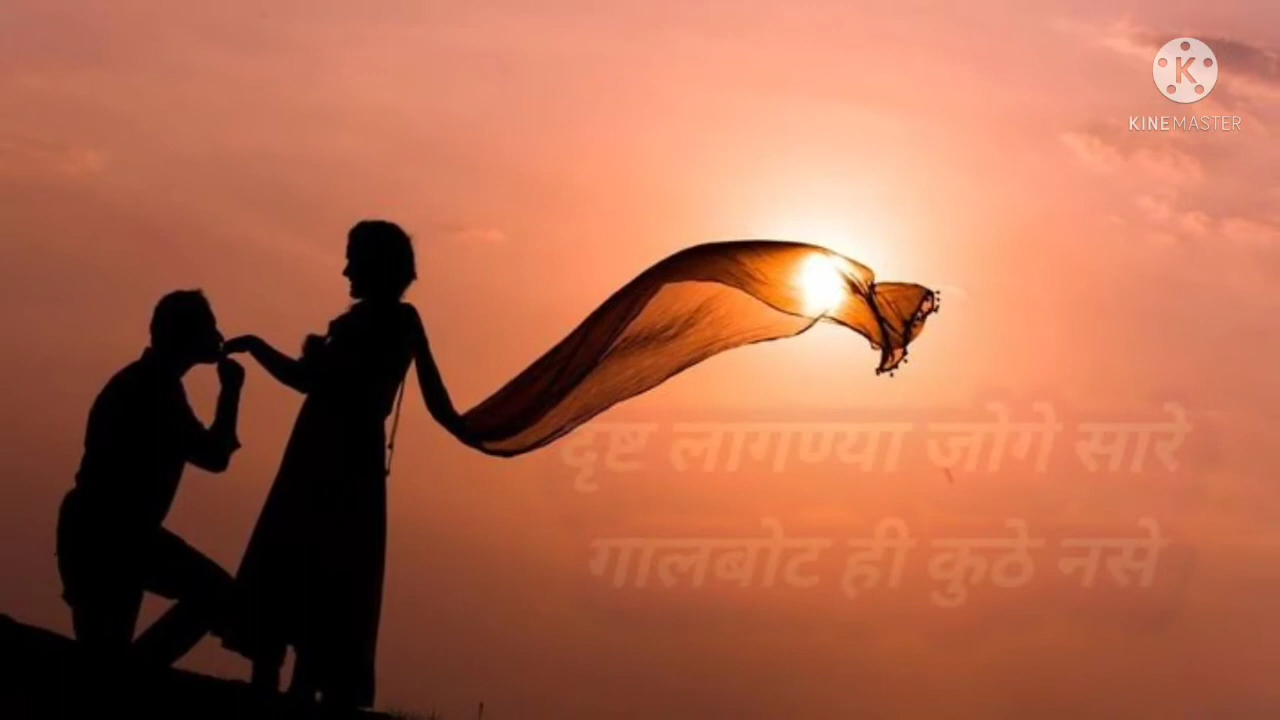 K
KINEMASTER
दृष्ट लागण्या जोगे सारे
गालबोट ही कुठे नसे